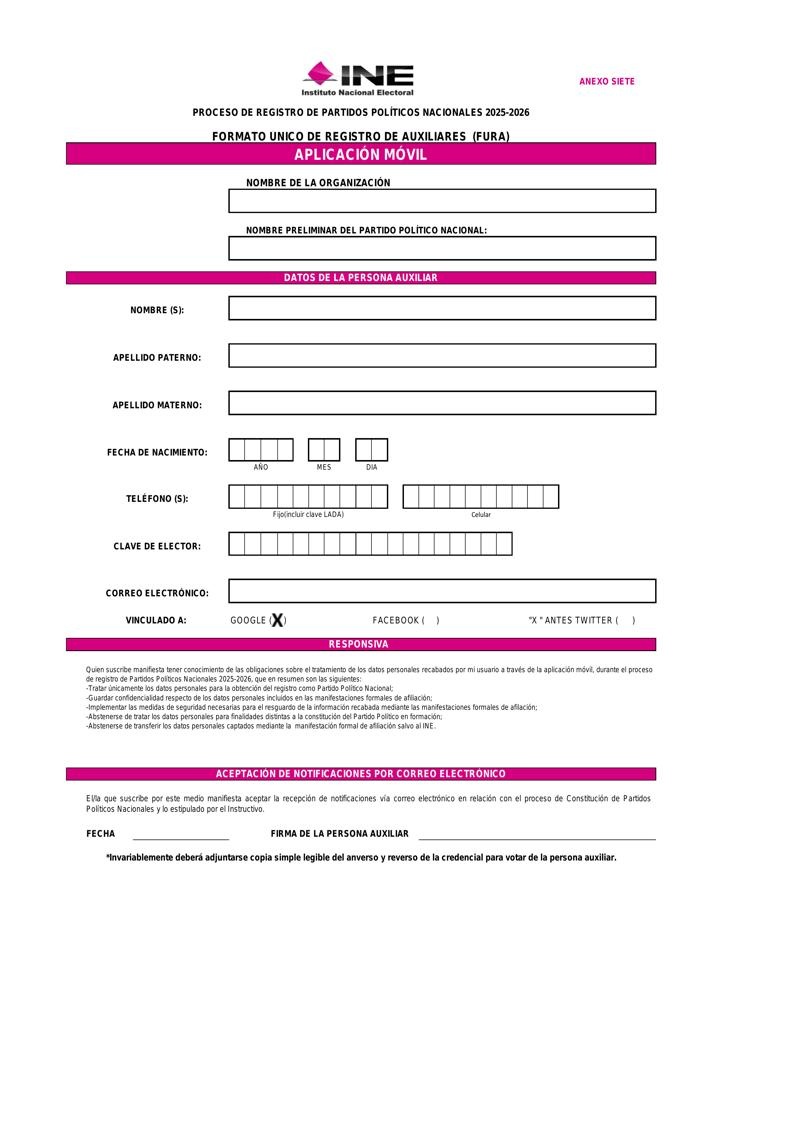 INE
Instituto Nacional Electoral
ANEXO SIETE
PROCESO DE REGISTRO DE PARTIDOS POLÍTICOS NACIONALES 2025-2026
FORMATO UNICO DE REGISTRO DE AUXILIARES (FURA)
APLICACIÓN MÓVIL
NOMBRE DE LA ORGANIZACIÓN
NOMBRE PRELIMINAR DEL PARTIDO POLÍTICO NACIONAL:
DATOS DE LA PERSONA AUXILIAR
NOMBRE (S):
APELLIDO PATERNO:
APELLIDO MATERNO:
FECHA DE NACIMIENTO:
AÑO MES DIA
TELÉFONO (S):
Fijo(incluir clave LADA) Celular
CLAVE DE ELECTOR:
CORREO ELECTRÓNICO:
VINCULADO A: GOOGLE (X) FACEBOOK ( ) "X " ANTES TWITTER ( )
RESPONSIVA
Quien suscribe manifiesta tener conocimiento de las obligaciones sobre el tratamiento de los datos personales recabados por mi usuario a través de la aplicación móvil, durante el proceso
de registro de Partidos Políticos Nacionales 2025-2026, que en resumen son las siguientes:
-Tratar únicamente los datos personales para la obtención del registro como Partido Político Nacional;
-Guardar confidencialidad respecto de los datos personales incluidos en las manifestaciones formales de afiliación;
-Implementar las medidas de seguridad necesarias para el resguardo de la información recabada mediante las manifestaciones formales de afilación;
-Abstenerse de tratar los datos personales para finalidades distintas a la constitución del Partido Político en formación;
-Abstenerse de transferir los datos personales captados mediante la manifestación formal de afiliación salvo al INE.
ACEPTACIÓN DE NOTIFICACIONES POR CORREO ELECTRÓNICO
El/la que suscribe por este medio manifiesta aceptar la recepción de notificaciones vía correo electrónico en relación con el proceso de Constitución de Partidos
Políticos Nacionales y lo estipulado por el Instructivo.
FECHA FIRMA DE LA PERSONA AUXILIAR
*Invariablemente deberá adjuntarse copia simple legible del anverso y reverso de la credencial para votar de la persona auxiliar.